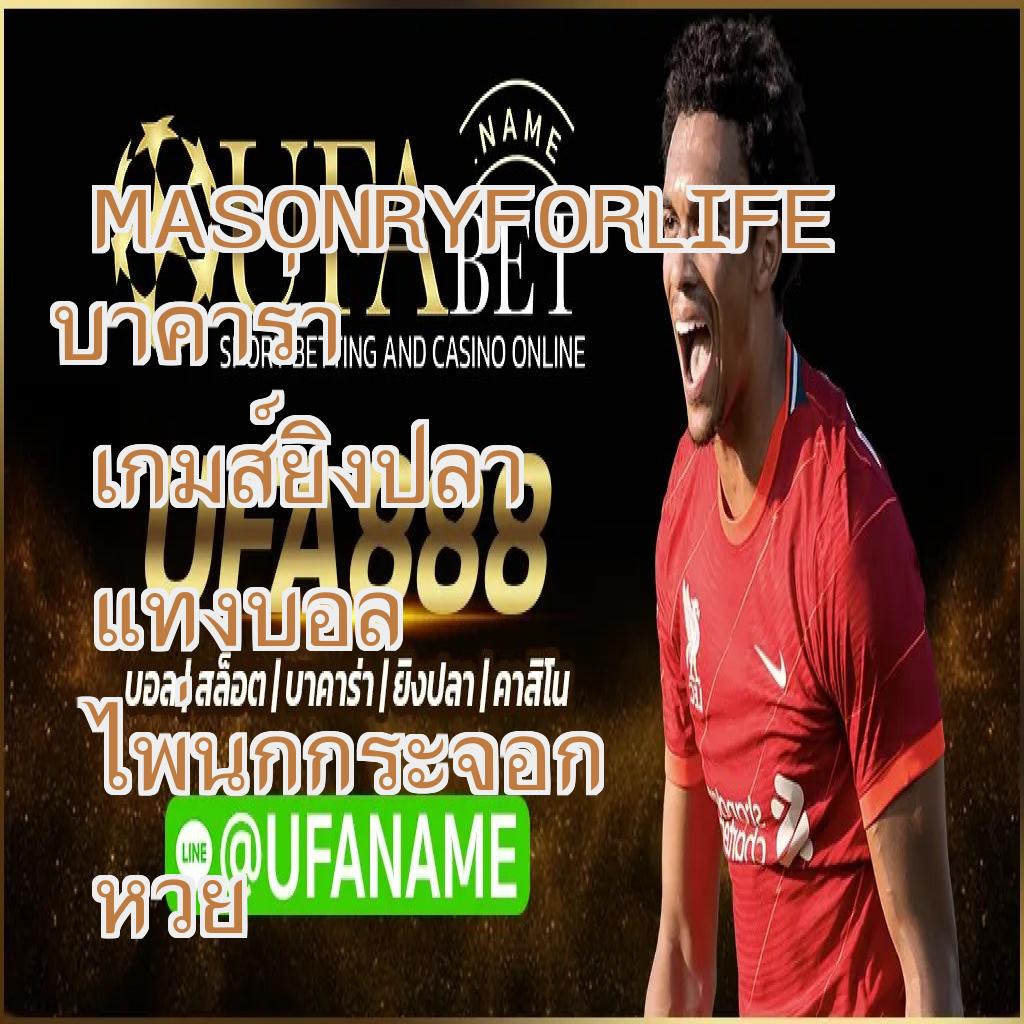 .NAME
UFABET
MASONRYFORLIFE
บาคาร่า
SPORT BETTING AND CASINO ONLINE
เกมส์ยิงปลา
UFA888
แทงบอล
บอล | สล็อต | บาคาร่า | ยิงปลา | คาสิโน
ไพ่นกกระจอก
LINE @UFANAME
หวย